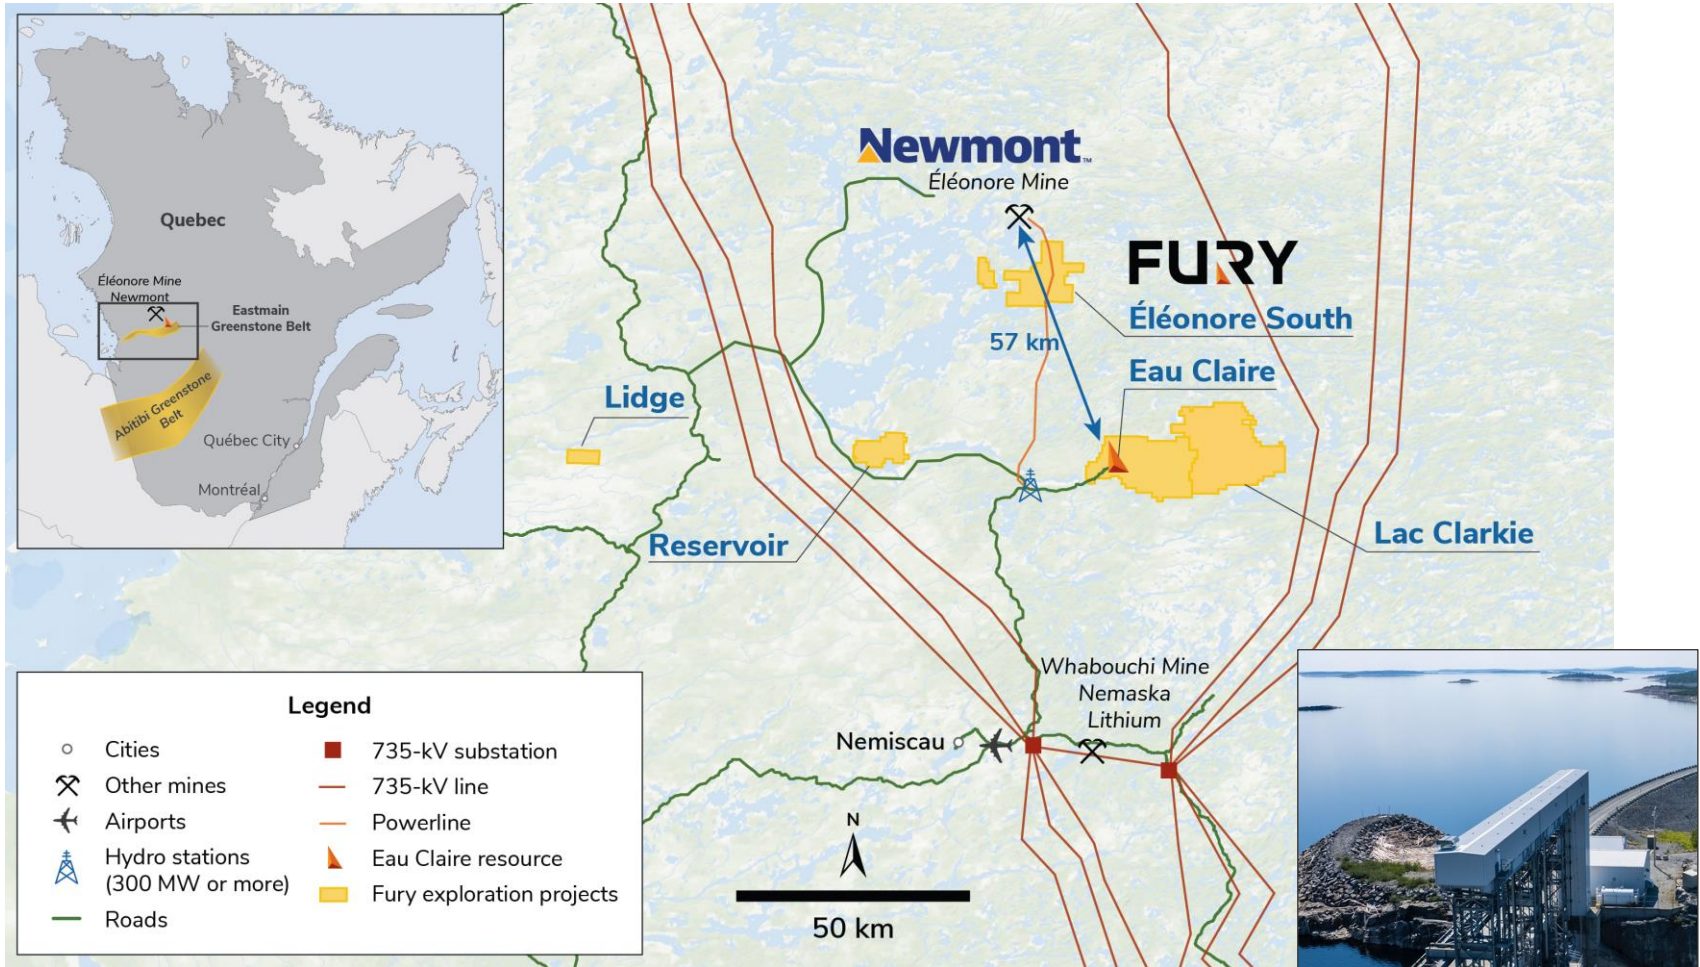 Quebec
Éléonore Mine
Newmont
Eastmain
Greenstone Belt
Abitibi Greenstone
Belt
Québec City
Montréal
Newmont™
Éléonore Mine
FURY
Éléonore South
57 km
Eau Claire
Lidge
Reservoir
Lac Clarkie
Whabouchi Mine
Nemaska
Lithium
Nemiscau
N
50 km
Legend
Cities
Other mines
Airports
Hydro stations
(300 MW or more)
Roads
735-kV substation
735-kV line
Powerline
Eau Claire resource
Fury exploration projects